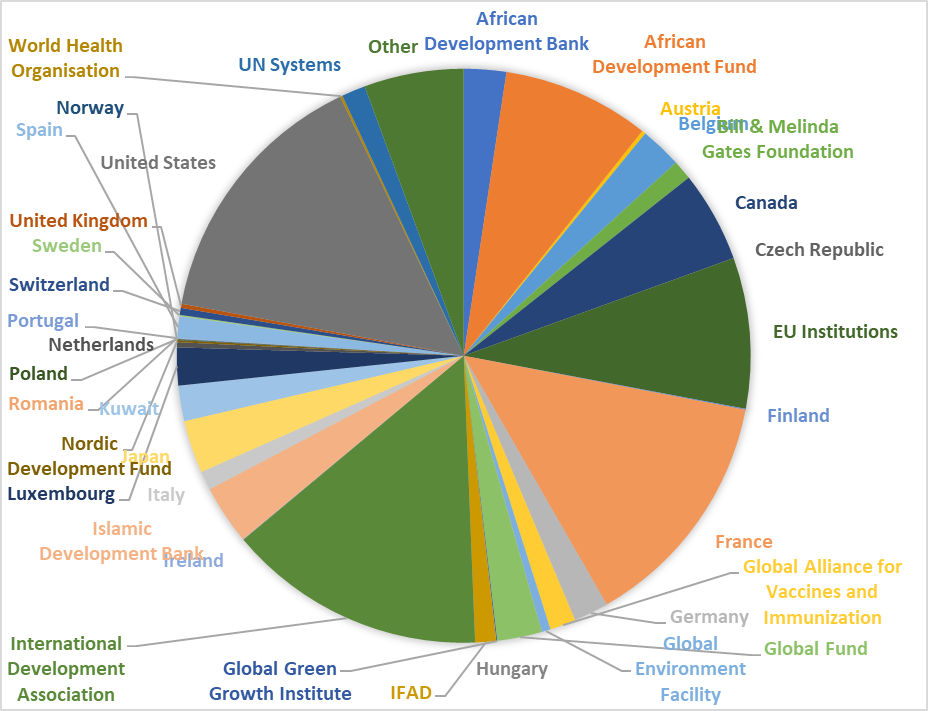 African
Development Bank
African
Development Fund
Austria
Belgium
Bill & Melinda
Gates Foundation
Canada
Czech Republic
EU Institutions
Finland
France
Global Alliance for
Vaccines and
Immunization
Germany
Global Fund
Global
Environment
Facility
Hungary
Global Green
Growth Institute
IFAD
International
Development
Association
Ireland
Islamic
Development Bank
Italy
Japan
Kuwait
Luxembourg
Nordic
Development Fund
Romania
Poland
Netherlands
Portugal
Switzerland
Sweden
United Kingdom
United States
Spain
Norway
World Health
Organisation
UN Systems
Other